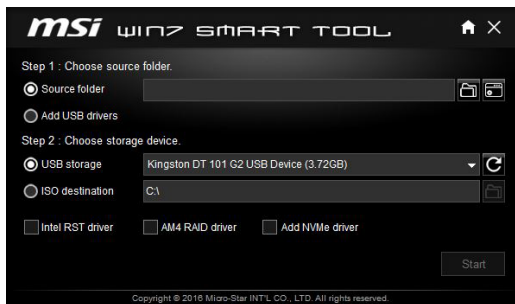 msi WIN7 SMART TOOL
Step 1 : Choose source folder.
Source folder
Add USB drivers
Step 2 : Choose storage device.
USB storage Kingston DT 101 G2 USB Device (3.72GB)
ISO destination C:\
Intel RST driver AM4 RAID driver Add NVMe driver
Start
Copyright © 2016 Micro-Star INT'L CO., LTD. All rights reserved.